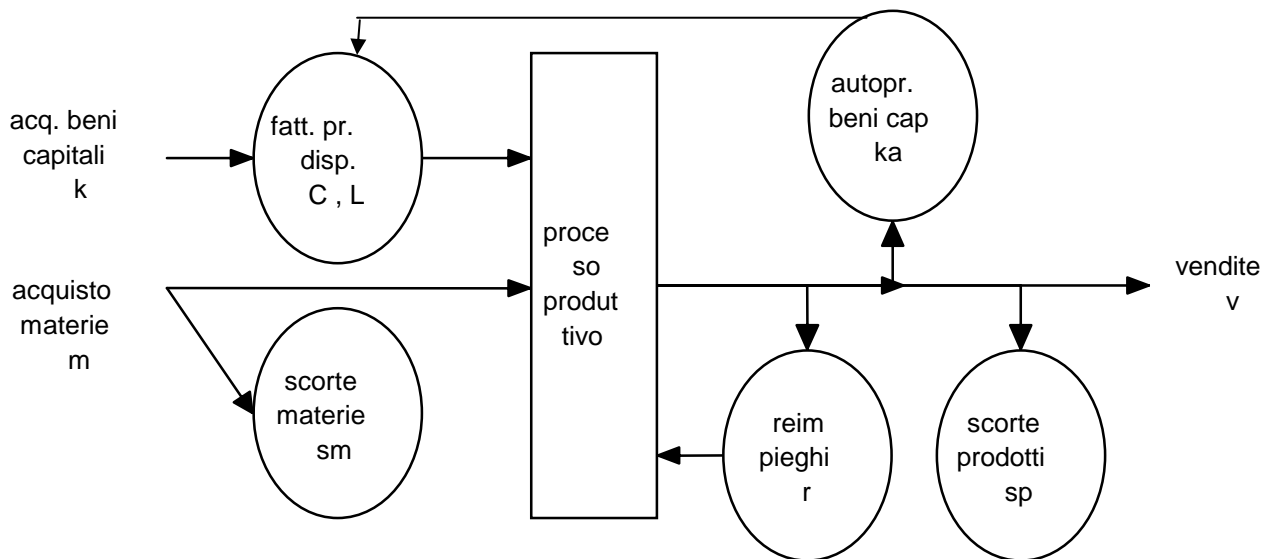 acq. beni
capitali
k
fatt. pr.
disp.
C , L
autopr.
beni cap
ka
acquisto
materie
m
scorte
materie
sm
proce
so
produt
tivo
vendite
v
reim
pieghi
r
scorte
prodotti
sp